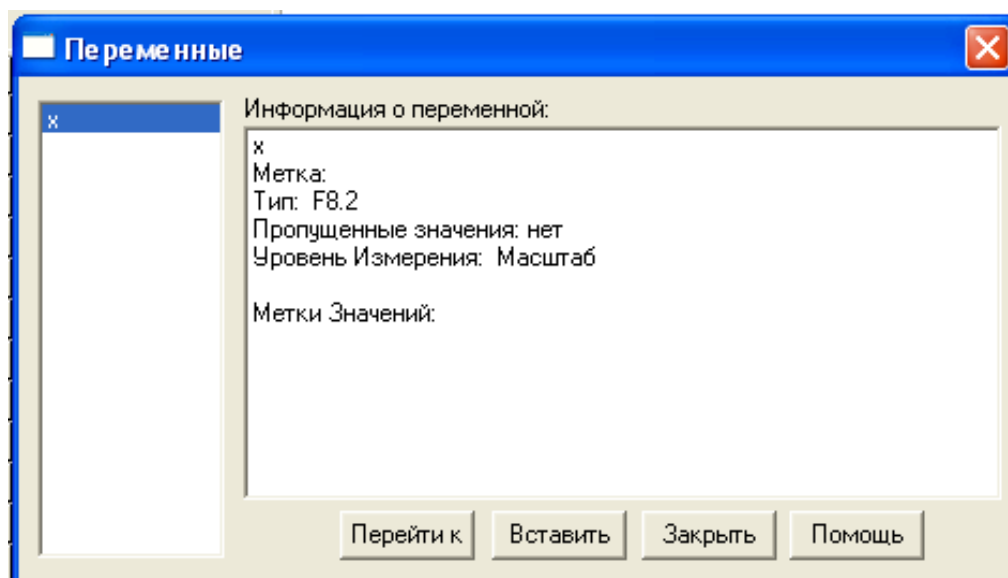 Переменные
x
Информация о переменной:
x
Метка:
Тип: F8.2
Пропущенные значения: нет
Уровень Измерения: Масштаб
Метки Значений:
Перейти к
Вставить
Закрыть
Помощь